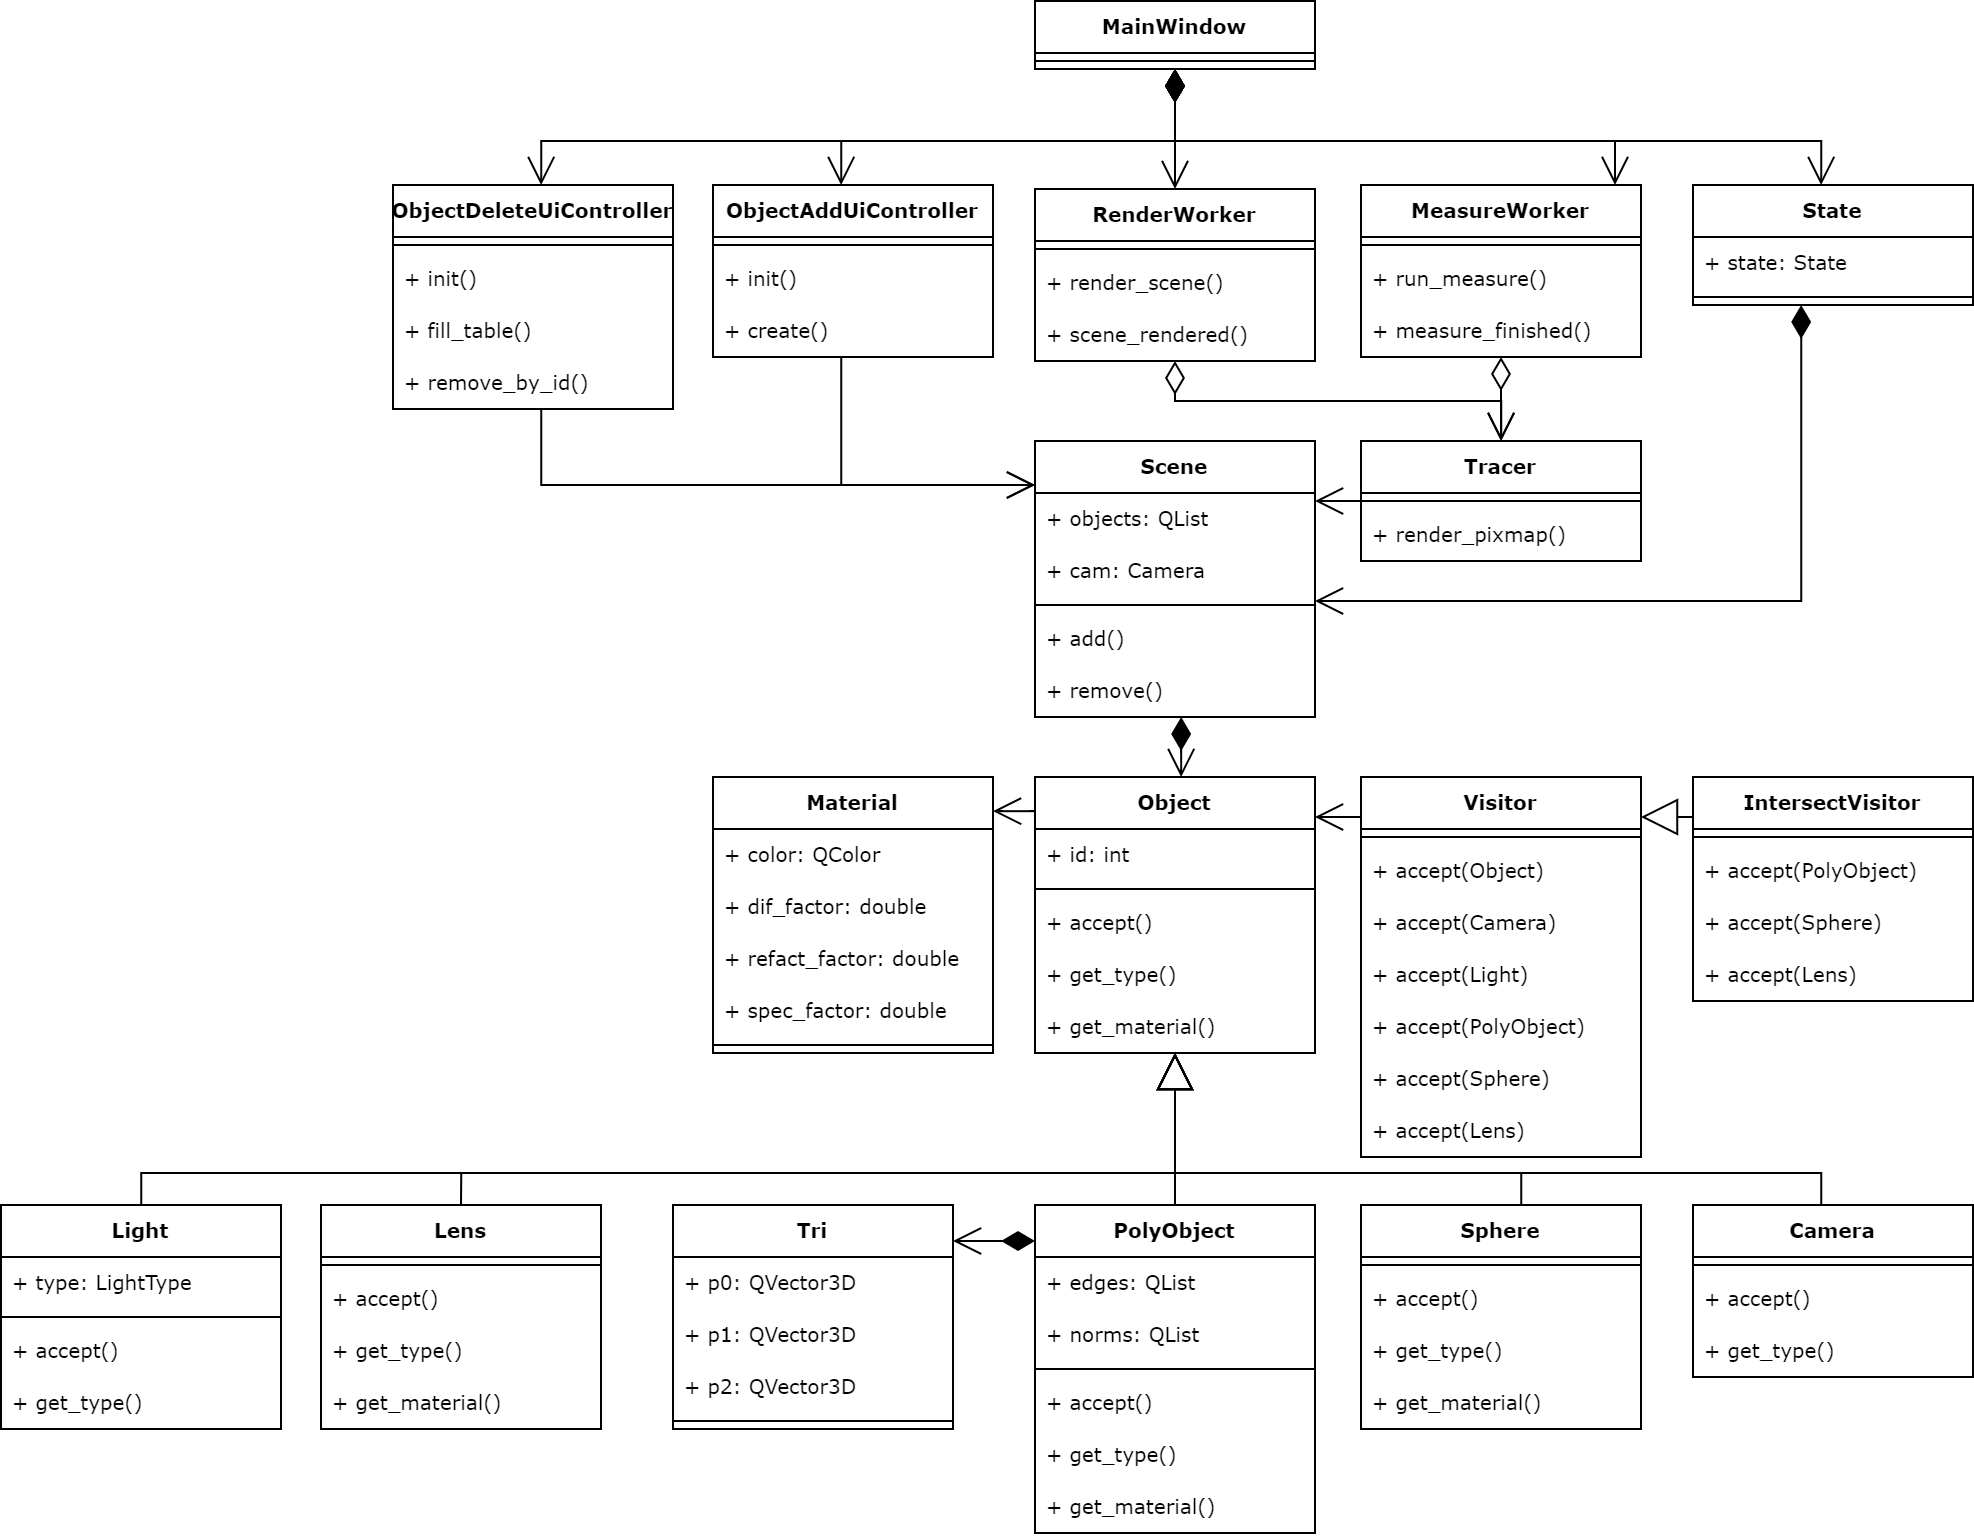 MainWindow
ObjectDeleteUiController
+ init()
+ fill_table()
+ remove_by_id()
ObjectAddUiController
+ init()
+ create()
RenderWorker
+ render_scene()
+ scene_rendered()
MeasureWorker
+ run_measure()
+ measure_finished()
State
+ state: State
Scene
+ objects: QList
+ cam: Camera
+ add()
+ remove()
Tracer
+ render_pixmap()
Material
+ color: QColor
+ dif_factor: double
+ refact_factor: double
+ spec_factor: double
Object
+ id: int
+ accept()
+ get_type()
+ get_material()
Visitor
+ accept(Object)
+ accept(Camera)
+ accept(Light)
+ accept(PolyObject)
+ accept(Sphere)
+ accept(Lens)
IntersectVisitor
+ accept(PolyObject)
+ accept(Sphere)
+ accept(Lens)
Light
+ type: LightType
+ accept()
+ get_type()
Lens
+ accept()
+ get_type()
+ get_material()
Tri
+ p0: QVector3D
+ p1: QVector3D
+ p2: QVector3D
PolyObject
+ edges: QList
+ norms: QList
+ accept()
+ get_type()
+ get_material()
Sphere
+ accept()
+ get_type()
+ get_material()
Camera
+ accept()
+ get_type()